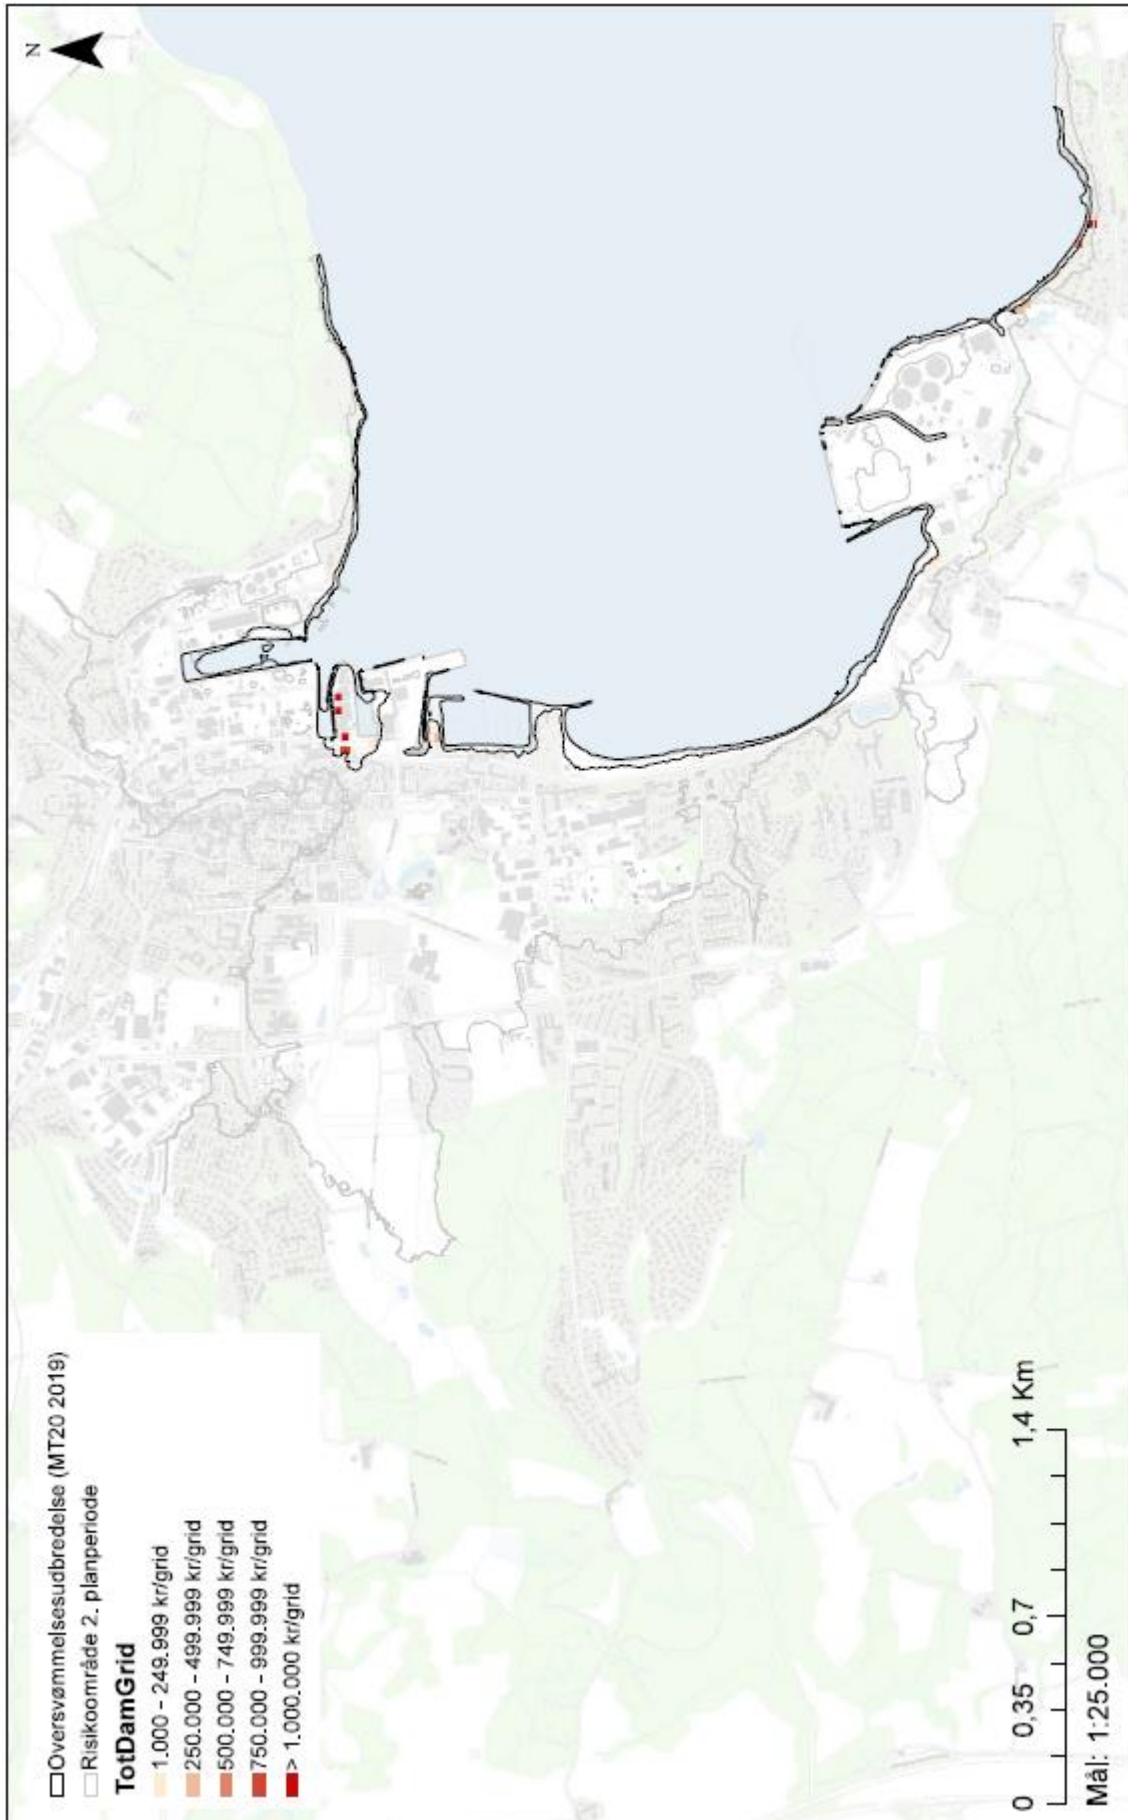 N
Oversvømmelsesudbredelse (MT20 2019)
Risikoområde 2. planperiode
TotDamGrid
1.000 - 249.999 kr/grid
250.000 - 499.999 kr/grid
500.000 - 749.999 kr/grid
750.000 - 999.999 kr/grid
> 1.000.000 kr/grid
0 0,35 0,7 1,4 Km
Mål: 1:25.000